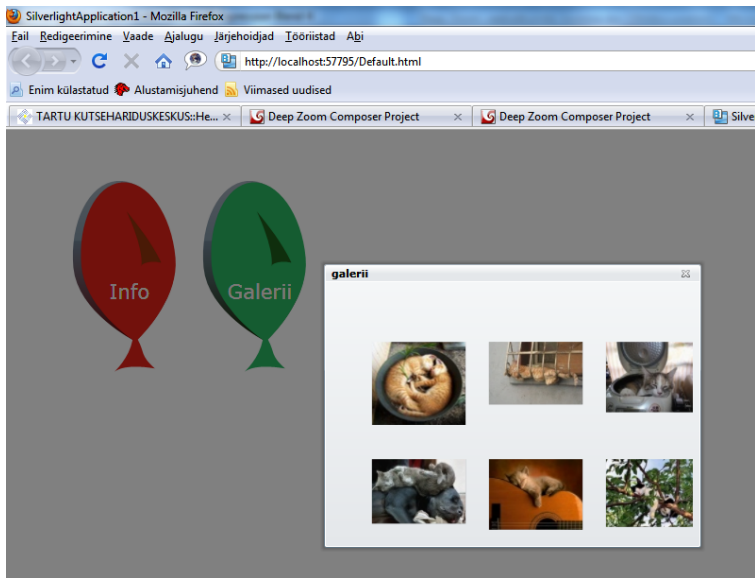 SilverlightApplication1 - Mozilla Firefox
Fail Redigeerimine Vaade Ajalugu Järjehoidjad Tööriistad Abi
http://localhost:57795/Default.html
Enim külastatud Alustamisjuhend Viimased uudised
TARTU KUTSEHARIDUSKESKUS::He... Deep Zoom Composer Project Deep Zoom Composer Project Silve
galerii
Info Galerii